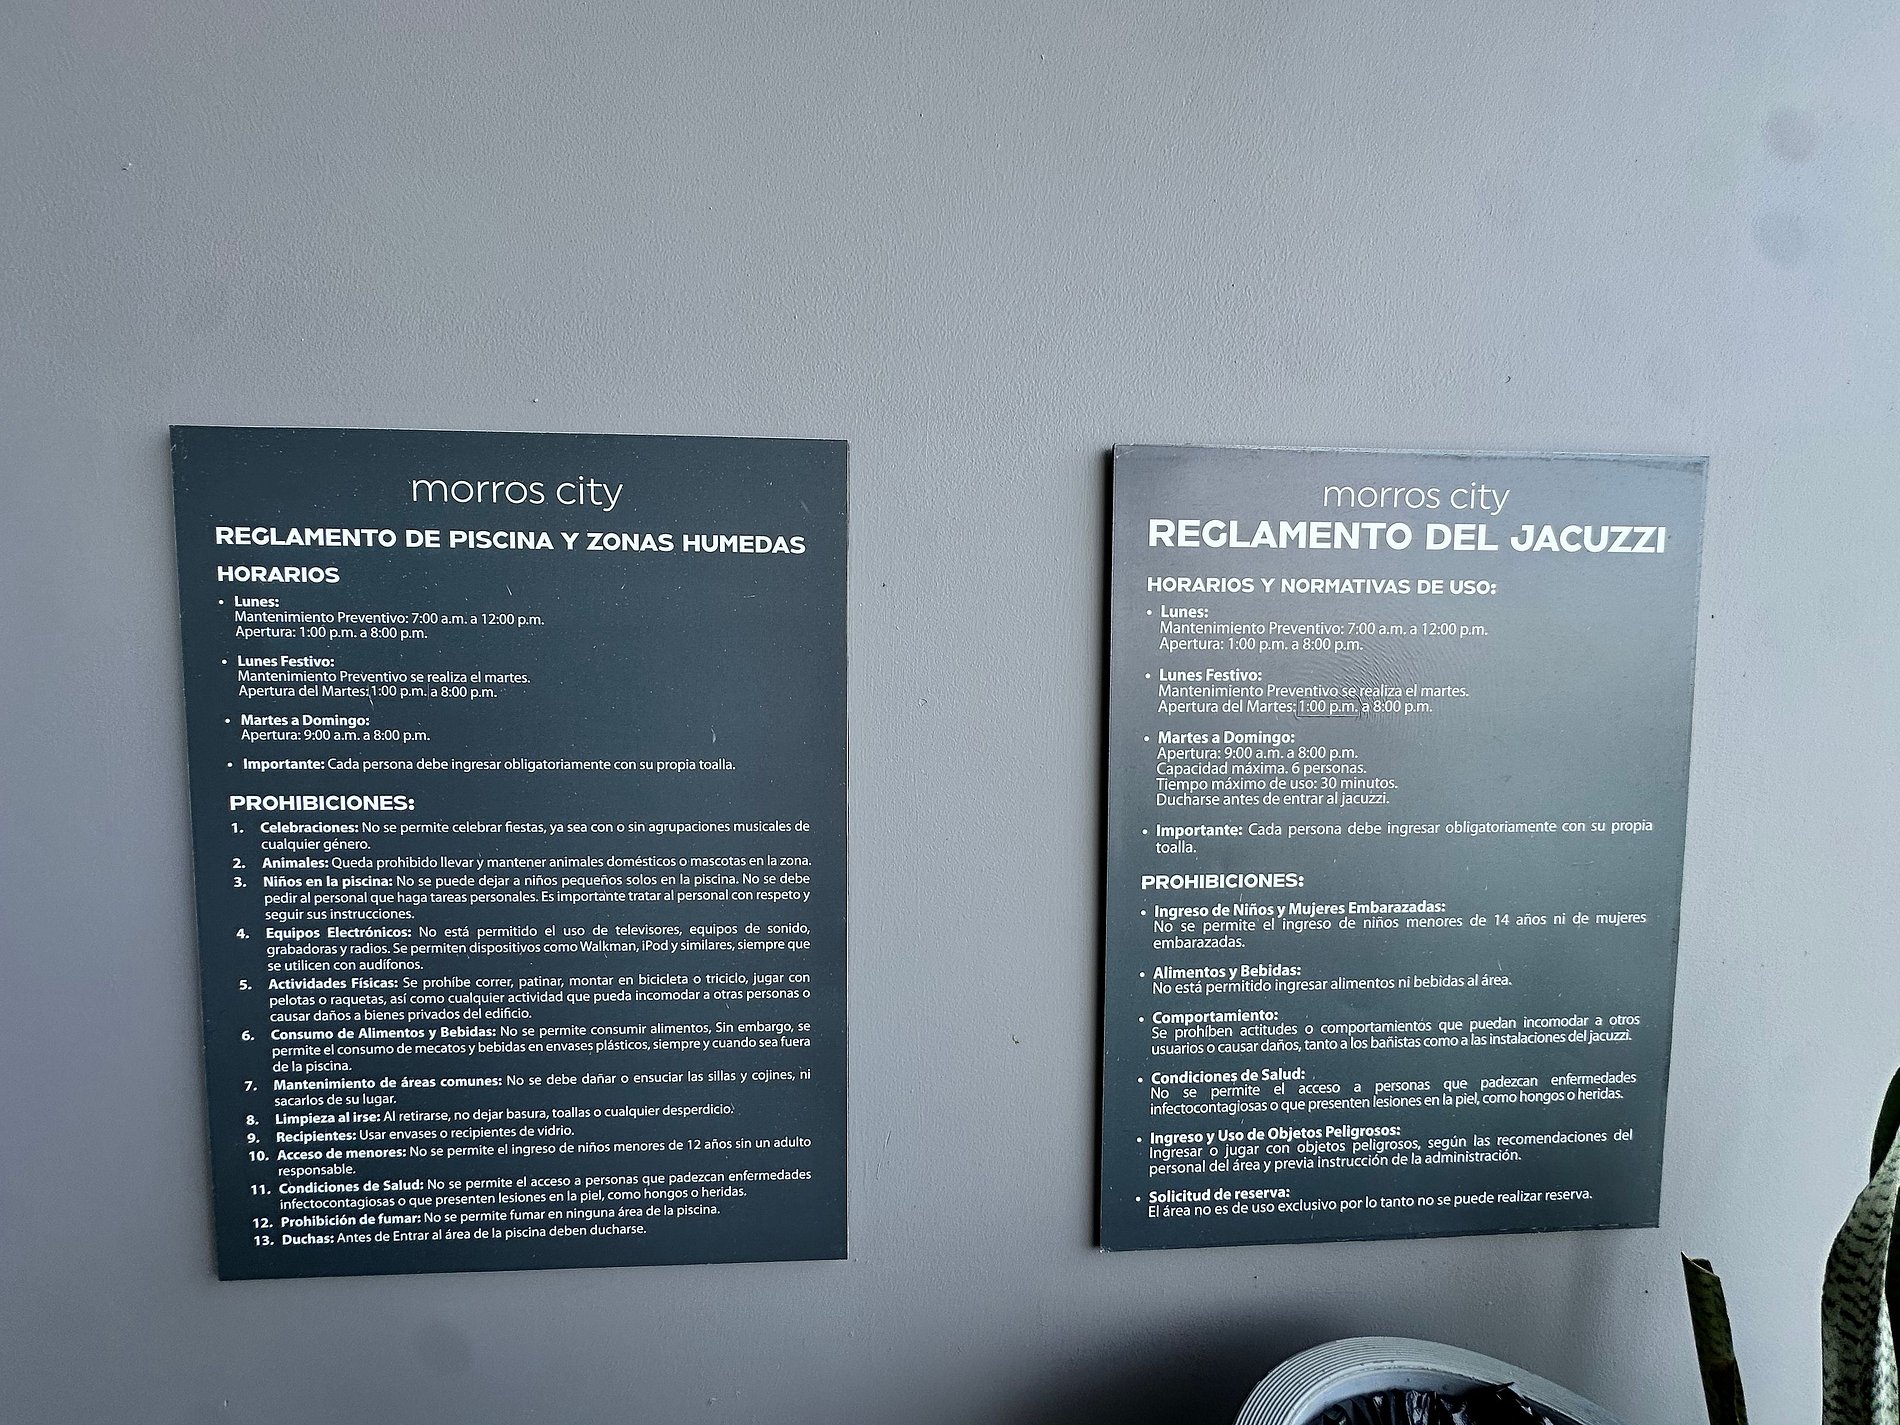 morros city
REGLAMENTO DE PISCINA Y ZONAS HUMEDAS
HORARIOS
• Lunes:
Mantenimiento Preventivo: 7:00 a.m. a 12:00 p.m.
Apertura: 1:00 p.m. a 8:00 p.m.
• Lunes Festivo:
Mantenimiento Preventivo se realiza el martes.
Apertura del Martes: 1:00 p.m. a 8:00 p.m.
• Martes a Domingo:
Apertura: 9:00 a.m. a 8:00 p.m.
• Importante: Cada persona debe ingresar obligatoriamente con su propia toalla.
PROHIBICIONES:
1. Celebraciones: No se permite celebrar fiestas, ya sea con o sin agrupaciones musicales de
cualquier género.
2. Animales: Queda prohibido llevar y mantener animales domésticos o mascotas en la zona.
3. Niños en la piscina: No se puede dejar a niños pequeños solos en la piscina. No se debe
pedir al personal que haga tareas personales. Es importante tratar al personal con respeto y
seguir sus instrucciones.
4. Equipos Electrónicos: No está permitido el uso de televisores, equipos de sonido,
grabadoras y radios. Se permiten dispositivos como Walkman, iPod y similares, siempre que
se utilicen con audífonos.
5. Actividades Físicas: Se prohíbe correr, patinar, montar en bicicleta o triciclo, jugar con
pelotas o raquetas, así como cualquier actividad que pueda incomodar a otras personas o
causar daños a bienes privados del edificio.
6. Consumo de Alimentos y Bebidas: No se permite consumir alimentos, Sin embargo, se
permite el consumo de mecatos y bebidas en envases plásticos, siempre y cuando sea fuera
de la piscina.
7. Mantenimiento de áreas comunes: No se debe dañar o ensuciar las sillas y cojines, ni
sacarlos de su lugar.
8. Limpieza al irse: Al retirarse, no dejar basura, toallas o cualquier desperdicio.
9. Recipientes: Usar envases o recipientes de vidrio.
10. Acceso de menores: No se permite el ingreso de niños menores de 12 años sin un adulto
responsable.
11. Condiciones de Salud: No se permite el acceso a personas que padezcan enfermedades
infectocontagiosas o que presenten lesiones en la piel, como hongos o heridas.
12. Prohibición de fumar: No se permite fumar en ninguna área de la piscina.
13. Duchas: Antes de Entrar al área de la piscina deben ducharse.
morros city
REGLAMENTO DEL JACUZZI
HORARIOS Y NORMATIVAS DE USO:
• Lunes:
Mantenimiento Preventivo: 7:00 a.m. a 12:00 p.m.
Apertura: 1:00 p.m. a 8:00 p.m.
• Lunes Festivo:
Mantenimiento Preventivo se realiza el martes.
Apertura del Martes: 1:00 p.m. a 8:00 p.m.
• Martes a Domingo:
Apertura: 9:00 a.m. a 8:00 p.m.
Capacidad máxima. 6 personas.
Tiempo máximo de uso: 30 minutos.
Ducharse antes de entrar al jacuzzi.
• Importante: Cada persona debe ingresar obligatoriamente con su propia
toalla.
PROHIBICIONES:
• Ingreso de Niños y Mujeres Embarazadas:
No se permite el ingreso de niños menores de 14 años ni de mujeres
embarazadas.
• Alimentos y Bebidas:
No está permitido ingresar alimentos ni bebidas al área.
• Comportamiento:
Se prohíben actitudes o comportamientos que puedan incomodar a otros
usuarios o causar daños, tanto a los bañistas como a las instalaciones del jacuzzi.
• Condiciones de Salud:
No se permite el acceso a personas que padezcan enfermedades
infectocontagiosas o que presenten lesiones en la piel, como hongos o heridas.
• Ingreso y Uso de Objetos Peligrosos:
Ingresar o jugar con objetos peligrosos, según las recomendaciones del
personal del área y previa instrucción de la administración.
• Solicitud de reserva:
El área no es de uso exclusivo por lo tanto no se puede realizar reserva.